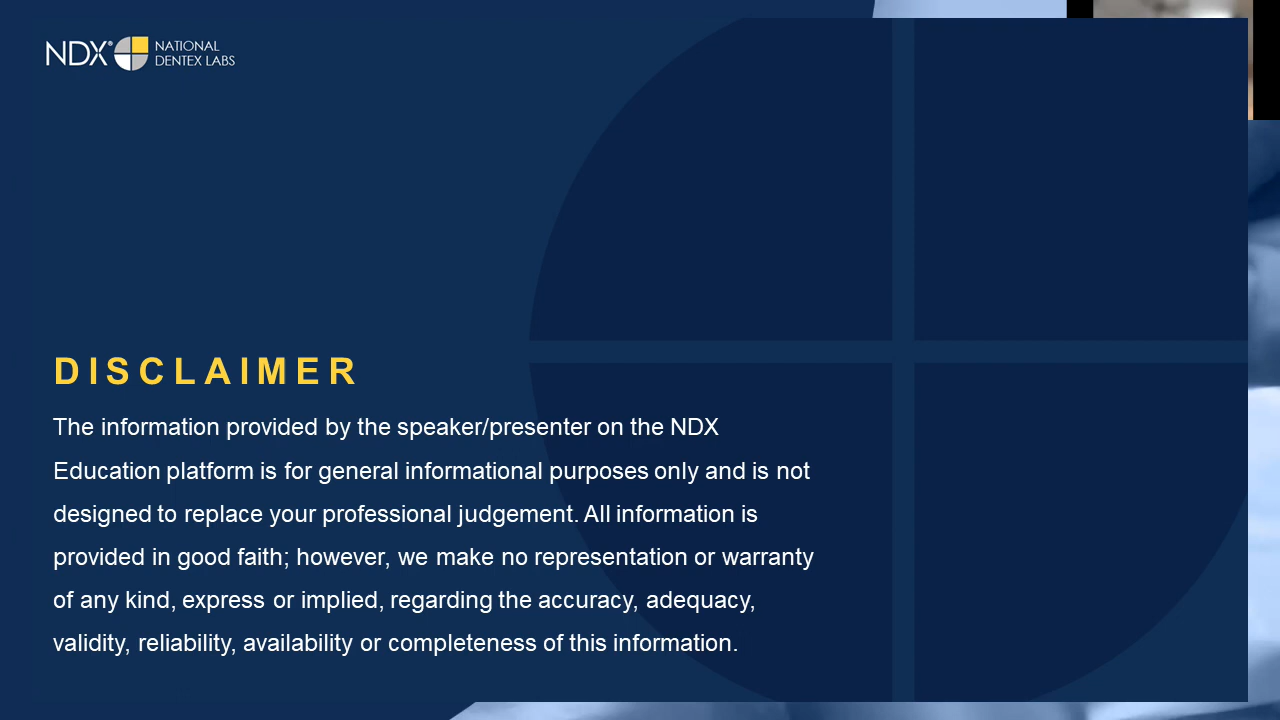 NDX® NATIONAL
DENTEX LABS
DISCLAIMER
The information provided by the speaker/presenter on the NDX
Education platform is for general informational purposes only and is not
designed to replace your professional judgement. All information is
provided in good faith; however, we make no representation or warranty
of any kind, express or implied, regarding the accuracy, adequacy,
validity, reliability, availability or completeness of this information.